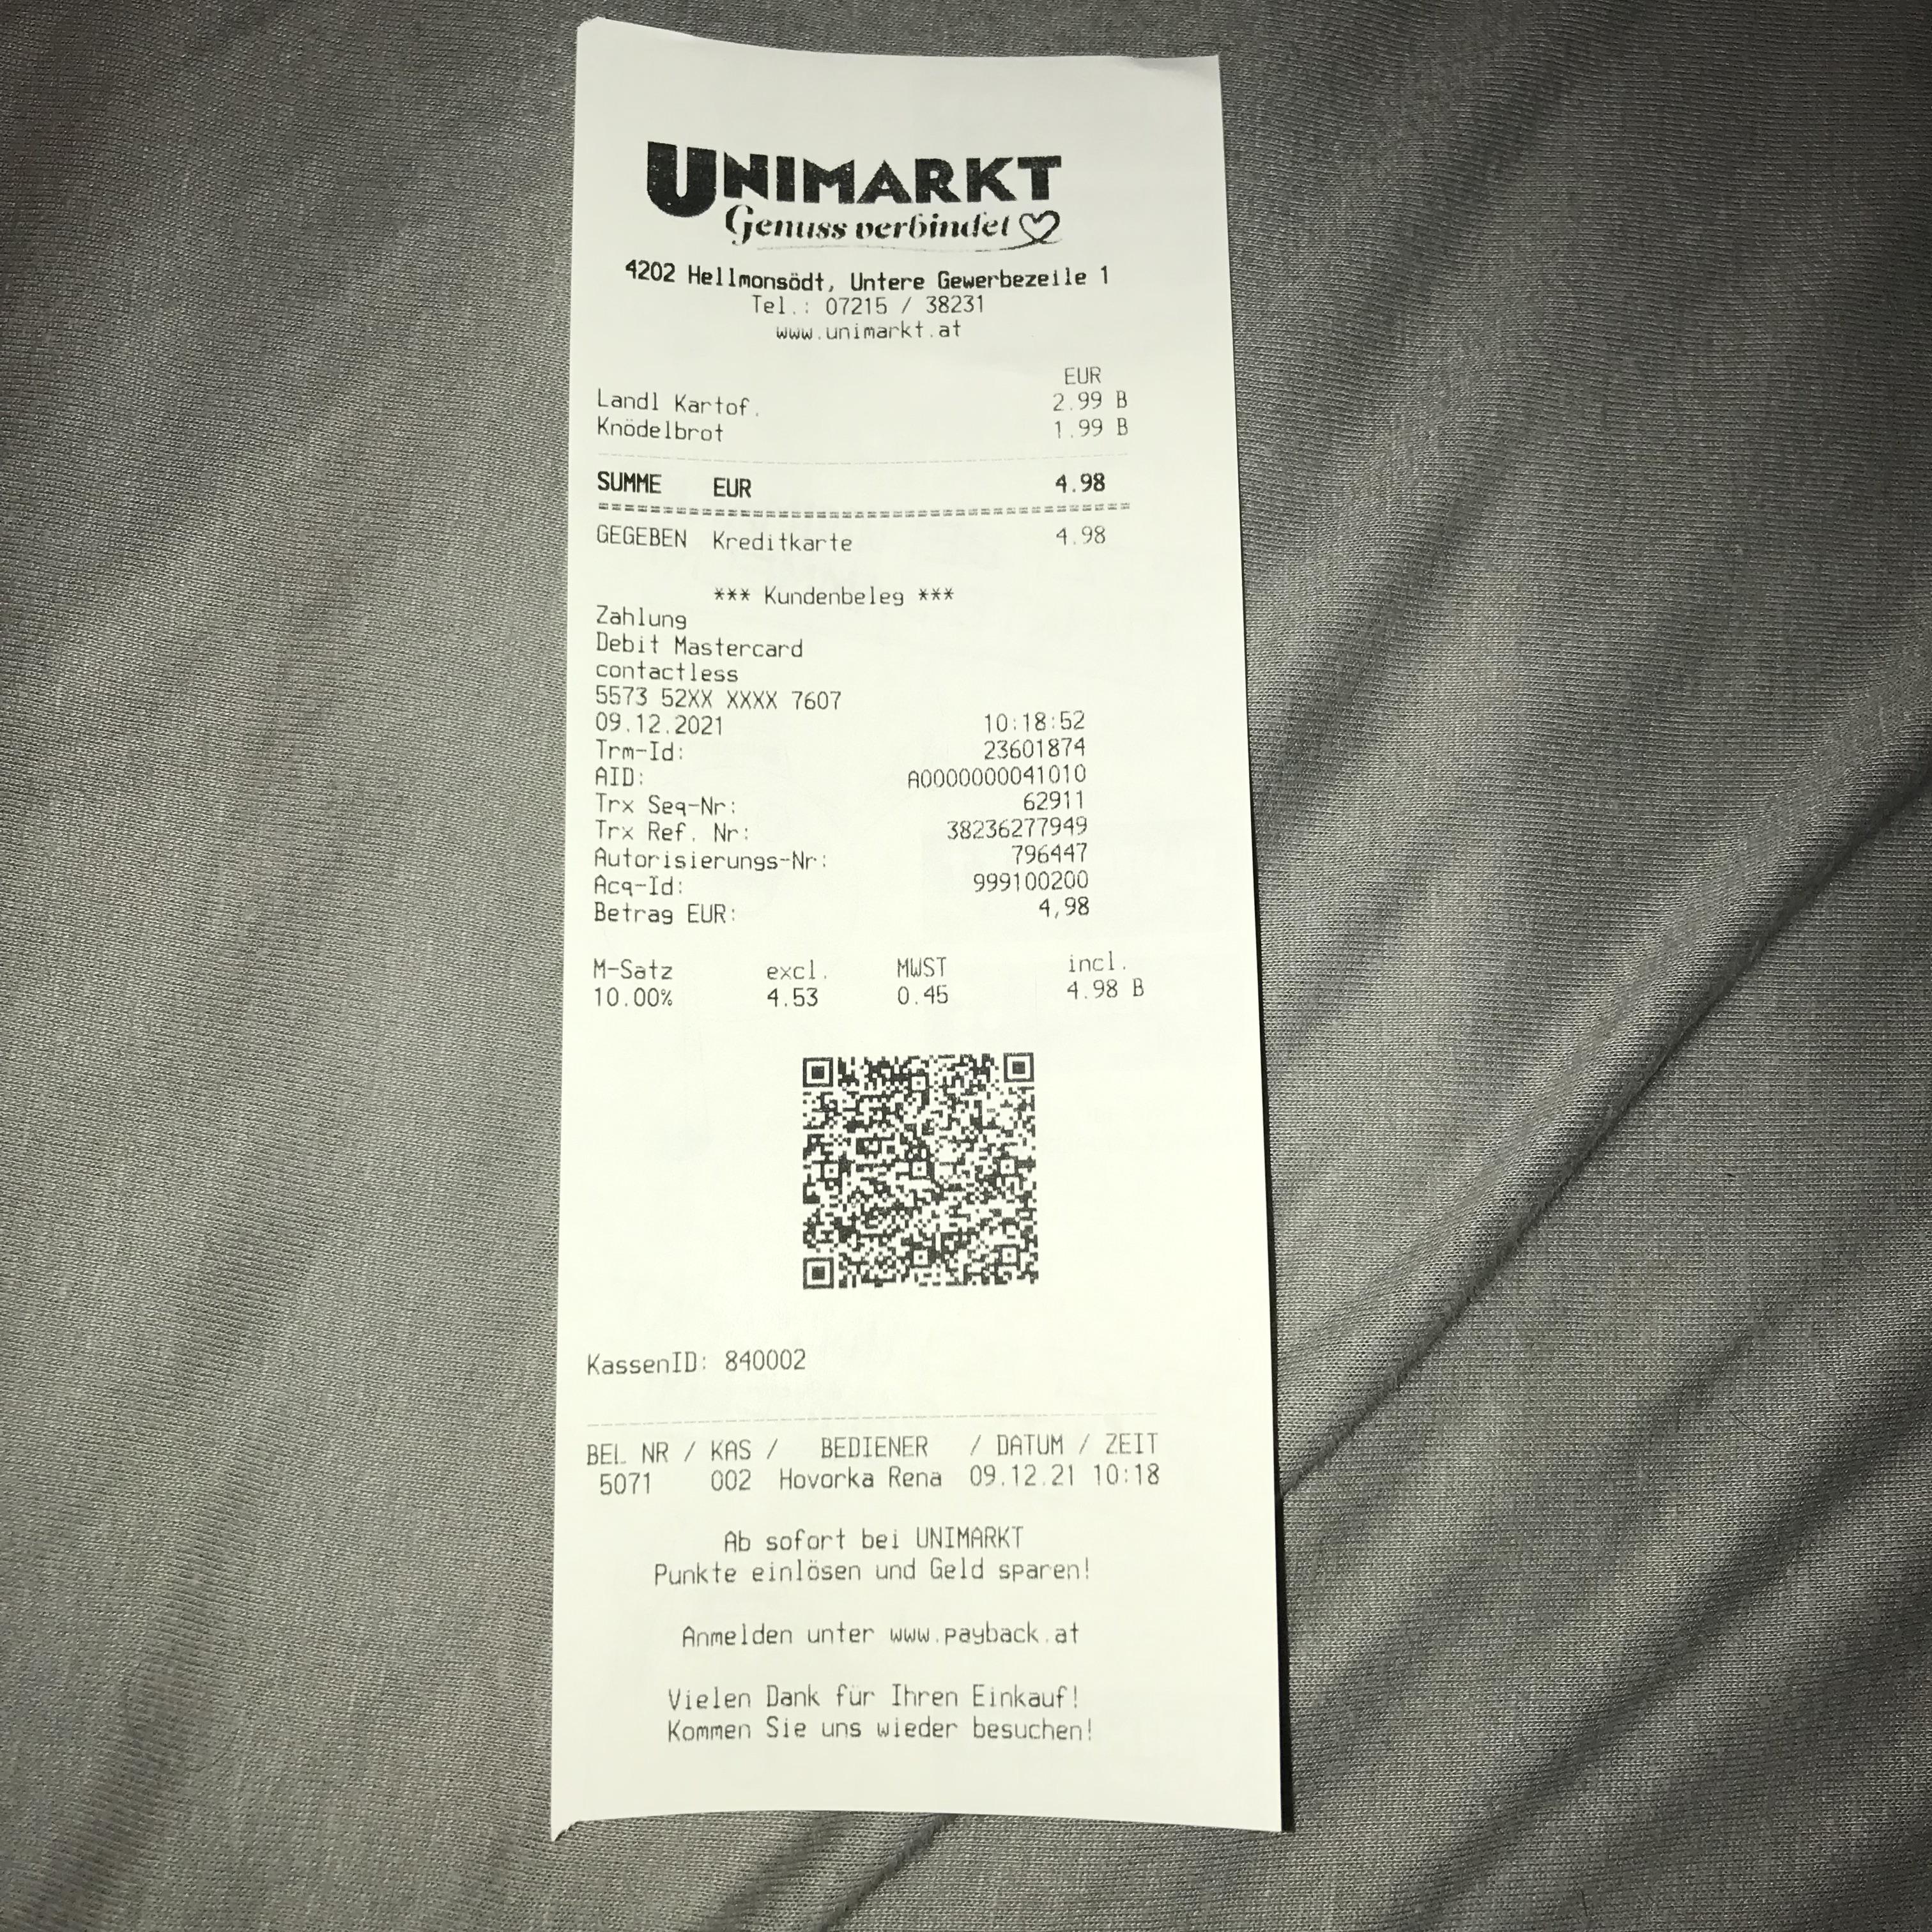 UNIMARKT
Genuss verbindet
4202 Hellmonsödt, Untere Gewerbezeile 1
Tel.: 07215 / 38231
www.unimarkt.at
EUR
Landl Kartof. 2.99 B
Knödelbrot 1.99 B
SUMME EUR 4.98
GEGEBEN Kreditkarte 4.98
*** Kundenbeleg ***
Zahlung
Debit Mastercard
contactless
5573 52XX XXXX 7607
09.12.2021 10:18:52
Trm-Id: 23601874
AID: A0000000041010
Trx Seq-Nr: 62911
Trx Ref. Nr: 38236277949
Autorisierungs-Nr: 796447
Acq-Id: 999100200
Betrag EUR: 4,98
M-Satz excl. MWST incl.
10.00% 4.53 0.45 4.98 B
KassenID: 840002
BEL NR / KAS / BEDIENER / DATUM / ZEIT
5071 002 Hovorka Rena 09.12.21 10:18
Ab sofort bei UNIMARKT
Punkte einlösen und Geld sparen!
Anmelden unter www.payback.at
Vielen Dank für Ihren Einkauf!
Kommen Sie uns wieder besuchen!